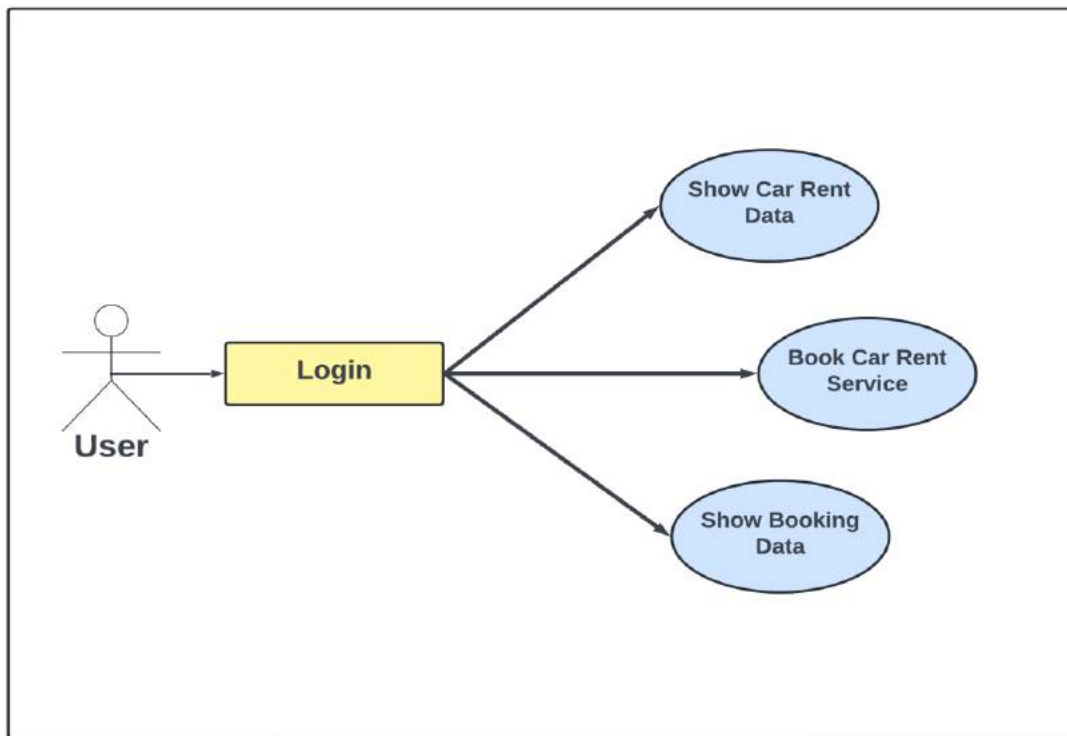 Show Car Rent
Data
Login
Book Car Rent
Service
User
Show Booking
Data